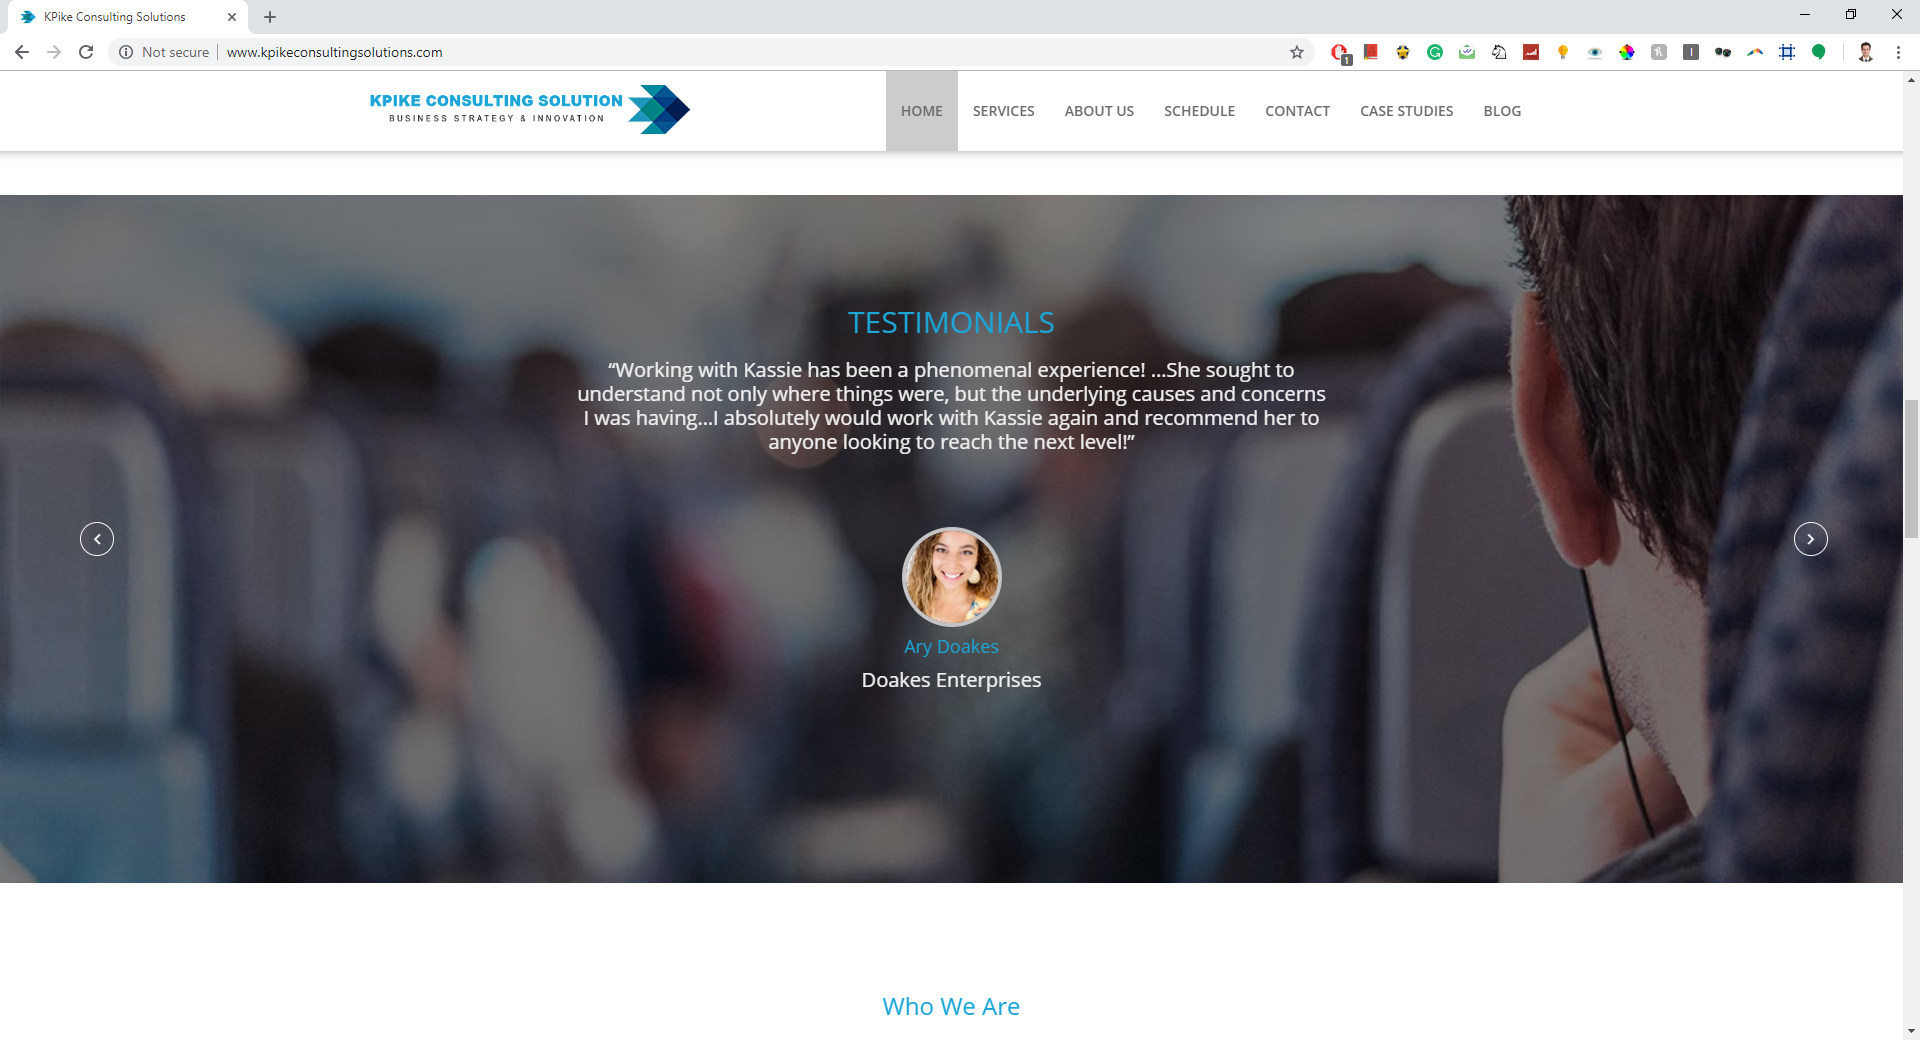 KPike Consulting Solutions
Not secure
www.kpikeconsultingsolutions.com
1
KPIKE CONSULTING SOLUTION
BUSINESS STRATEGY & INNOVATION
HOME
SERVICES
ABOUT US
SCHEDULE
CONTACT
CASE STUDIES
BLOG
TESTIMONIALS
“Working with Kassie has been a phenomenal experience! ...She sought to
understand not only where things were, but the underlying causes and concerns
I was having...I absolutely would work with Kassie again and recommend her to
anyone looking to reach the next level!”
Ary Doakes
Doakes Enterprises
Who We Are